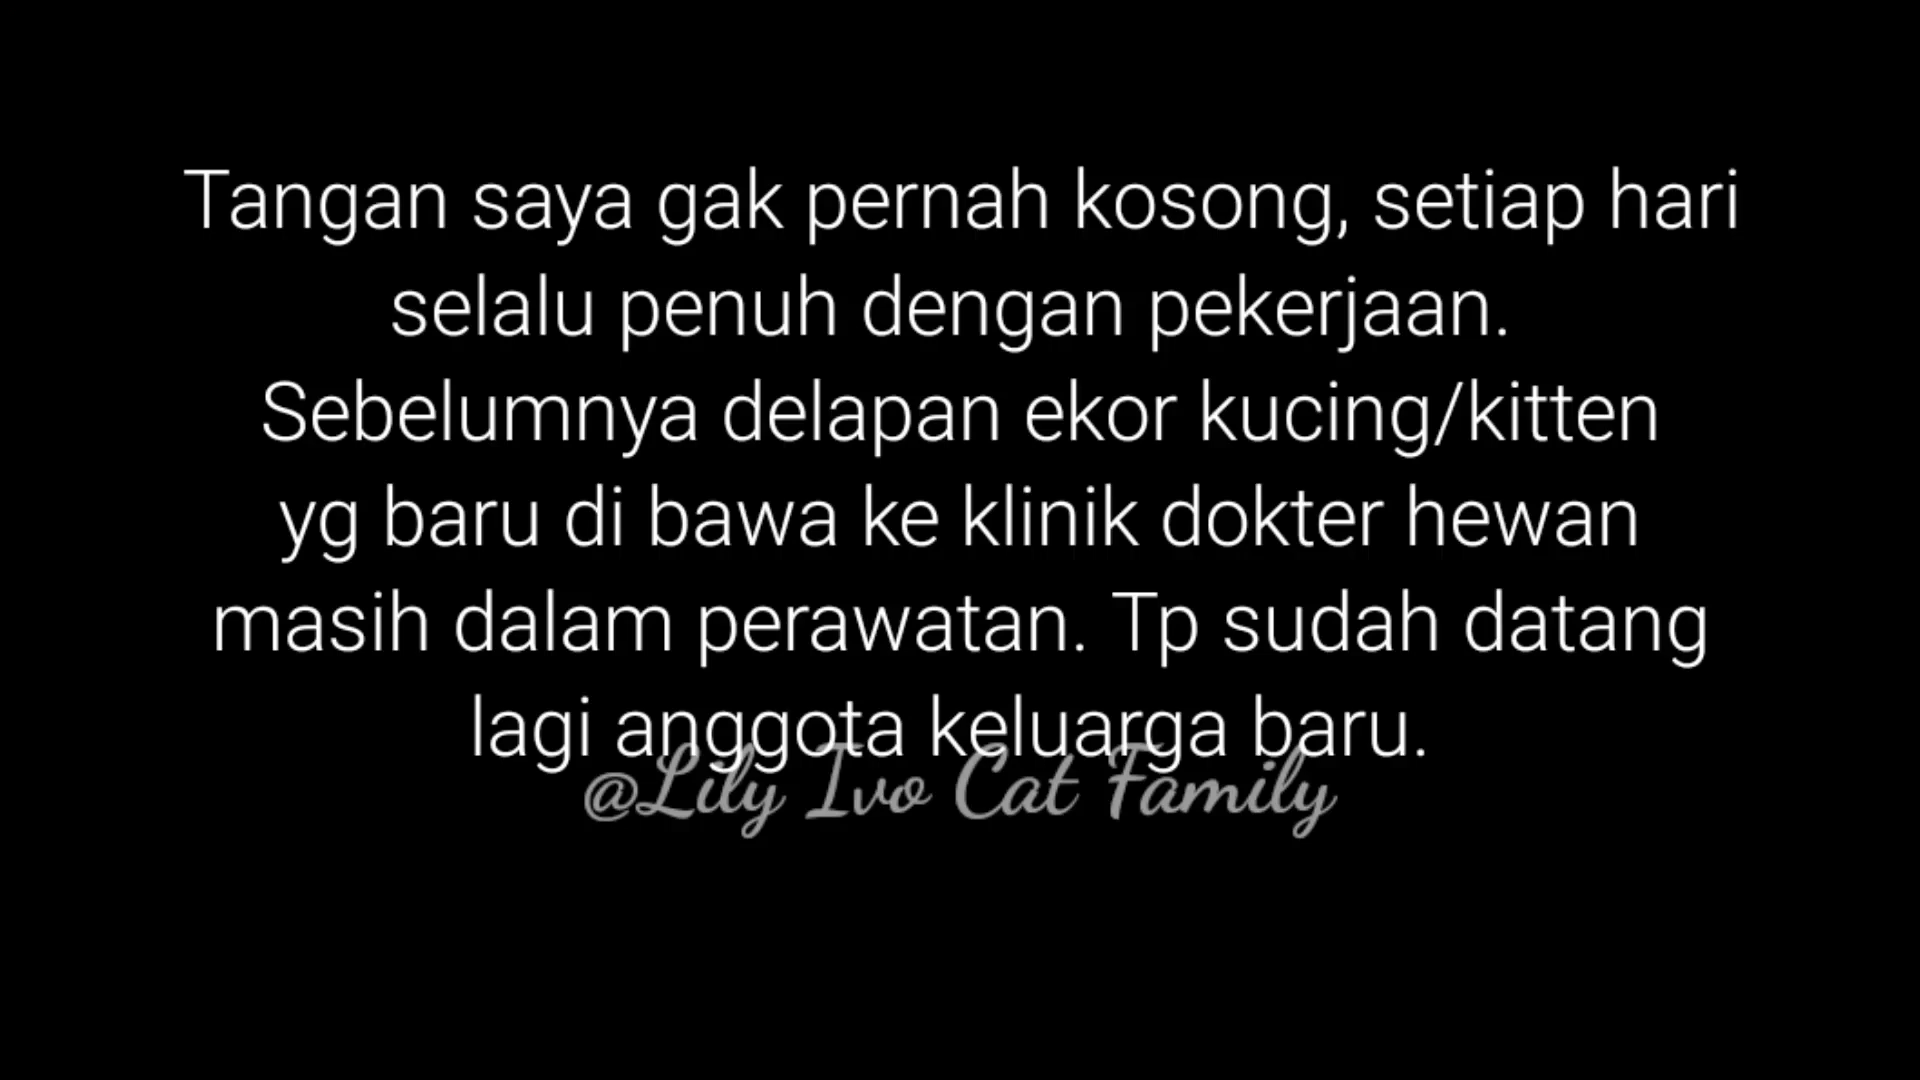 Tangan saya gak pernah kosong, setiap hari
selalu penuh dengan pekerjaan.
Sebelumnya delapan ekor kucing/kitten
yg baru di bawa ke klinik dokter hewan
masih dalam perawatan. Tp sudah datang
lagi anggota keluarga baru.
@Lily Ivo Cat Family